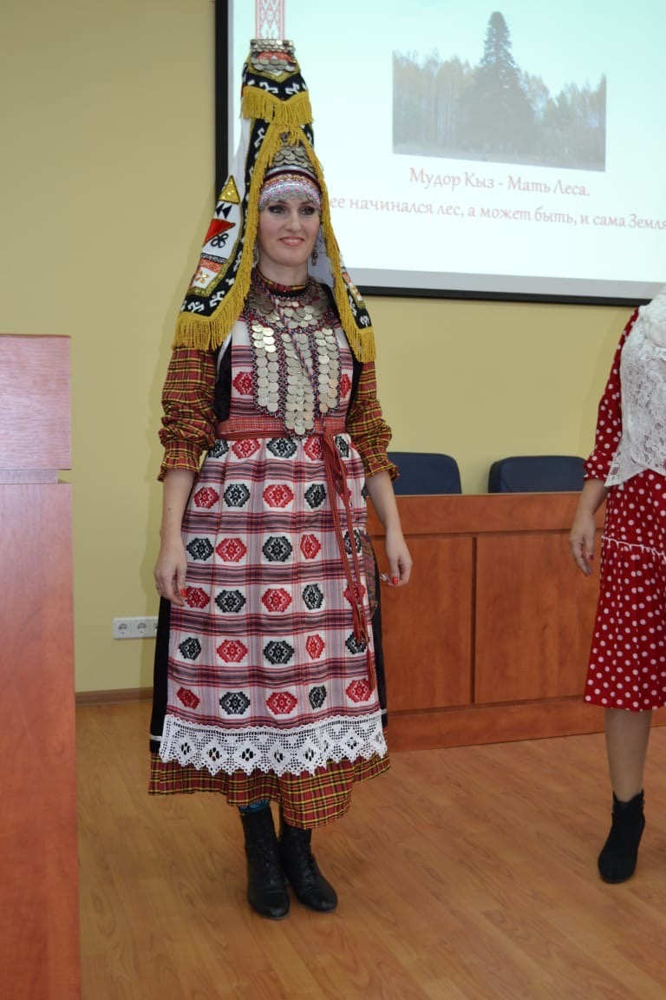 Мудор Кыз - Мать Леса.
ее начинался лес, а может быть, и сама Земля